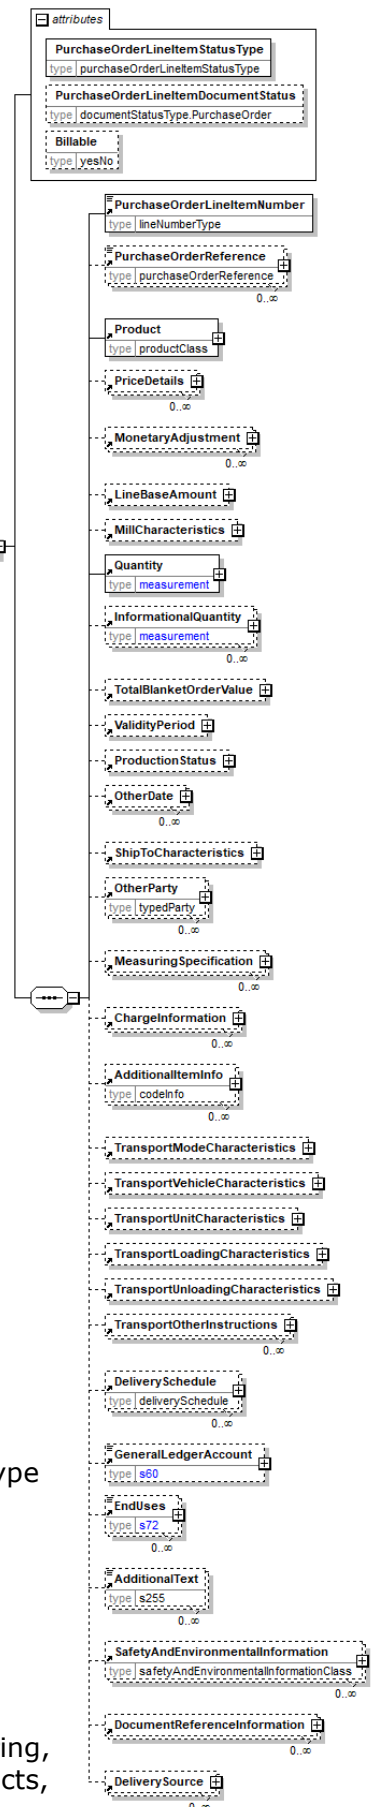 attributes
PurchaseOrderLineItemStatusType
type purchaseOrderLineItemStatusType
PurchaseOrderLineItemDocumentStatus
type documentStatusType.PurchaseOrder
Billable
type yesNo
PurchaseOrderLineItemNumber
type lineNumberType
PurchaseOrderReference
type purchaseOrderReference
0..∞
Product
type productClass
PriceDetails
0..∞
MonetaryAdjustment
0..∞
LineBaseAmount
MillCharacteristics
Quantity
type measurement
InformationalQuantity
type measurement
0..∞
TotalBlanketOrderValue
ValidityPeriod
ProductionStatus
OtherDate
0..∞
ShipToCharacteristics
OtherParty
type typedParty
0..∞
MeasuringSpecification
0..∞
ChargeInformation
0..∞
AdditionalItemInfo
type codeInfo
0..∞
TransportModeCharacteristics
TransportVehicleCharacteristics
TransportUnitCharacteristics
TransportLoadingCharacteristics
TransportUnloadingCharacteristics
TransportOtherInstructions
0..∞
DeliverySchedule
type deliverySchedule
0..∞
GeneralLedgerAccount
type s60
ype
EndUses
type s72
0..∞
AdditionalText
type s255
0..∞
SafetyAndEnvironmentalInformation
type safetyAndEnvironmentalInformationClass
0..∞
DocumentReferenceInformation
0..∞
ing,
cts,
DeliverySource
0..∞